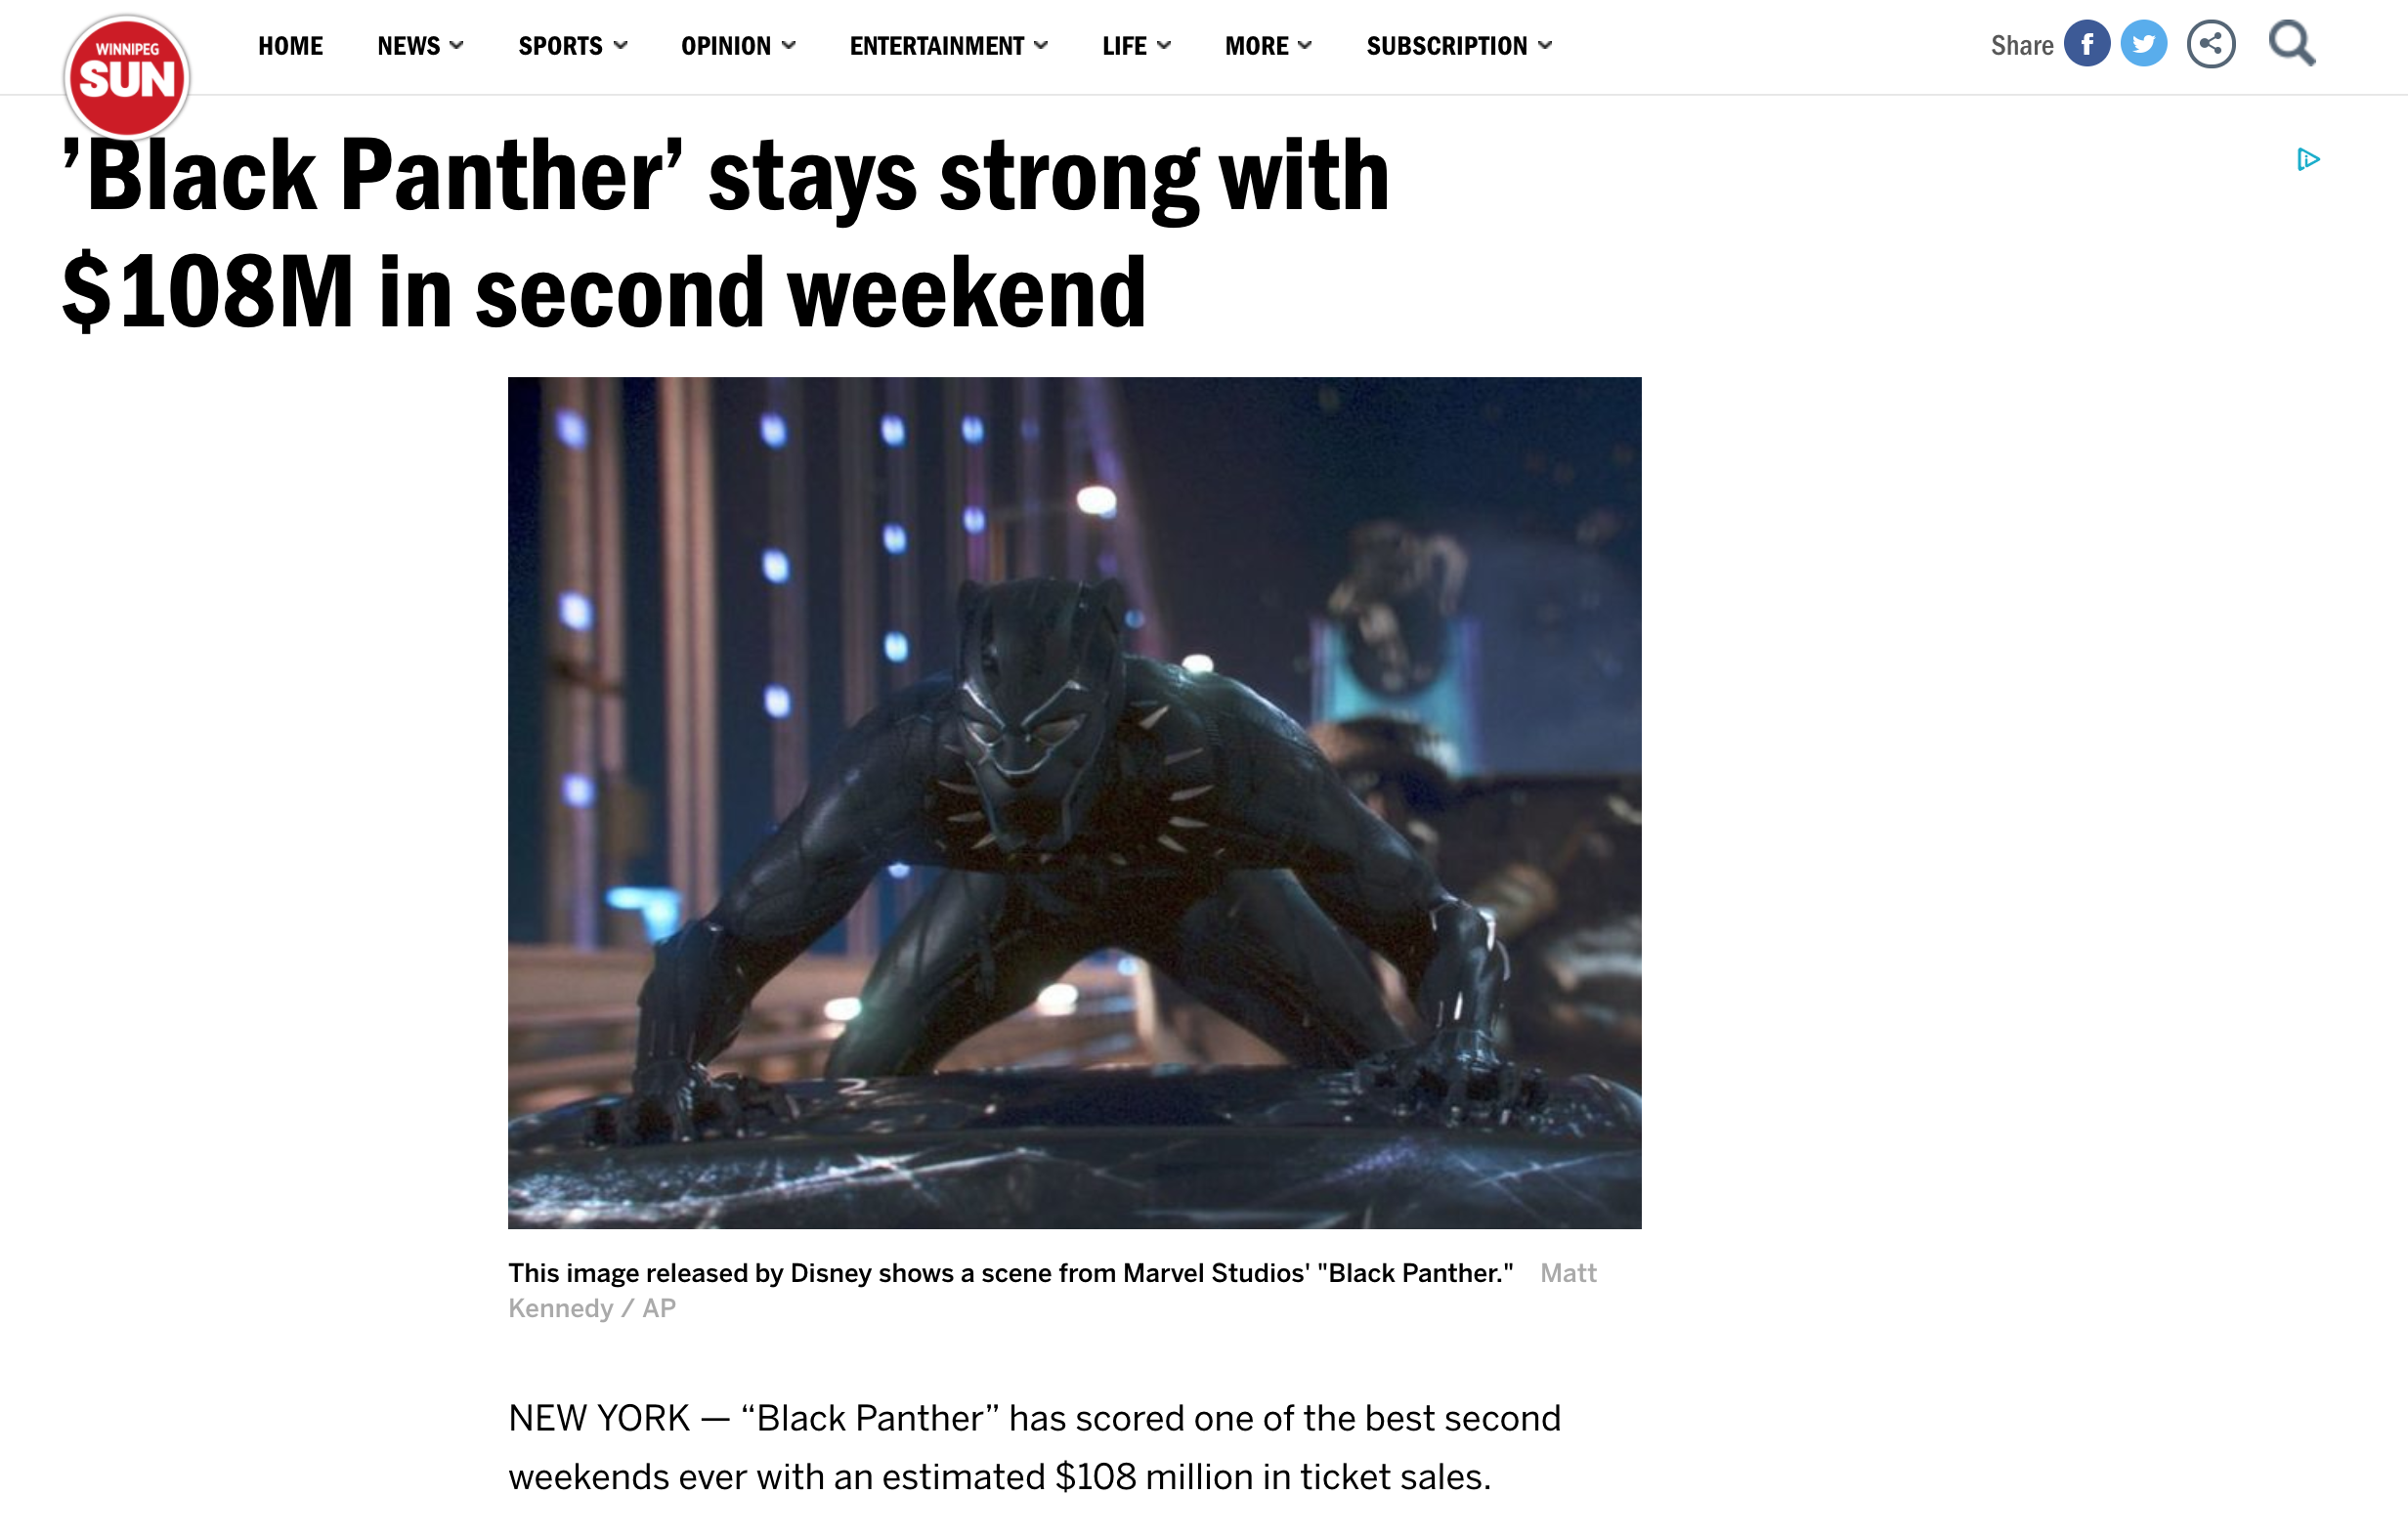 WINNIPEG
SUN
HOME NEWS SPORTS OPINION ENTERTAINMENT LIFE MORE SUBSCRIPTION Share
’Black Panther’ stays strong with
$108M in second weekend
This image released by Disney shows a scene from Marvel Studios' "Black Panther." Matt
Kennedy / AP
NEW YORK — “Black Panther” has scored one of the best second
weekends ever with an estimated $108 million in ticket sales.